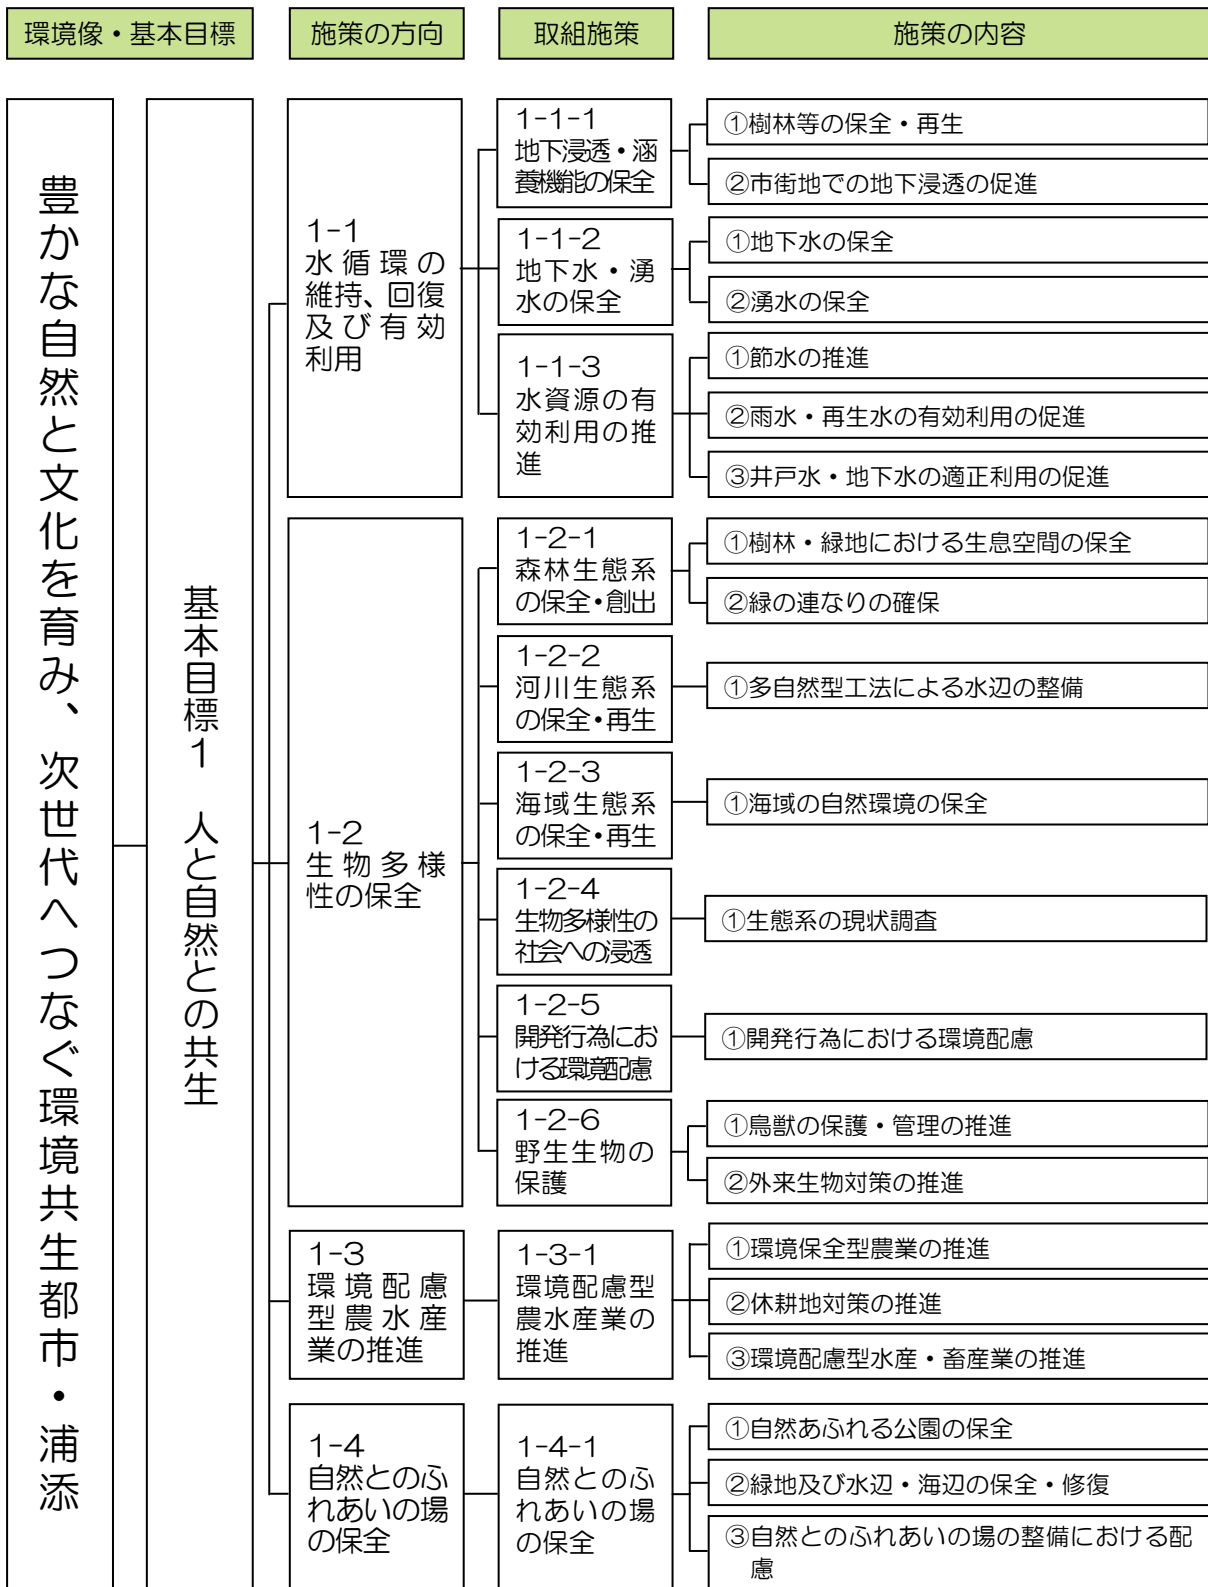 環境像・基本目標
施策の方向
取組施策
施策の内容
豊かな自然と文化を育み、次世代へつなぐ環境共生都市・浦添
基本目標1 人と自然との共生
1-1
水循環の
維持、回復
及び有効
利用
1-1-1
地下浸透・涵
養機能の保全
①樹林等の保全・再生
②市街地での地下浸透の促進
1-1-2
地下水・湧
水の保全
①地下水の保全
②湧水の保全
1-1-3
水資源の有
効利用の推
進
①節水の推進
②雨水・再生水の有効利用の促進
③井戸水・地下水の適正利用の促進
1-2
生物多様
性の保全
1-2-1
森林生態系
の保全・創出
①樹林・緑地における生息空間の保全
②緑の連なりの確保
1-2-2
河川生態系
の保全・再生
①多自然型工法による水辺の整備
1-2-3
海域生態系
の保全・再生
①海域の自然環境の保全
1-2-4
生物多様性の
社会への浸透
①生態系の現状調査
1-2-5
開発行為にお
ける環境配慮
①開発行為における環境配慮
1-2-6
野生生物の
保護
①鳥獣の保護・管理の推進
②外来生物対策の推進
1-3
環境配慮
型農水産
業の推進
1-3-1
環境配慮型
農水産業の
推進
①環境保全型農業の推進
②休耕地対策の推進
③環境配慮型水産・畜産業の推進
1-4
自然とのふ
れあいの場
の保全
1-4-1
自然とのふ
れあいの場
の保全
①自然あふれる公園の保全
②緑地及び水辺・海辺の保全・修復
③自然とのふれあいの場の整備における配
慮